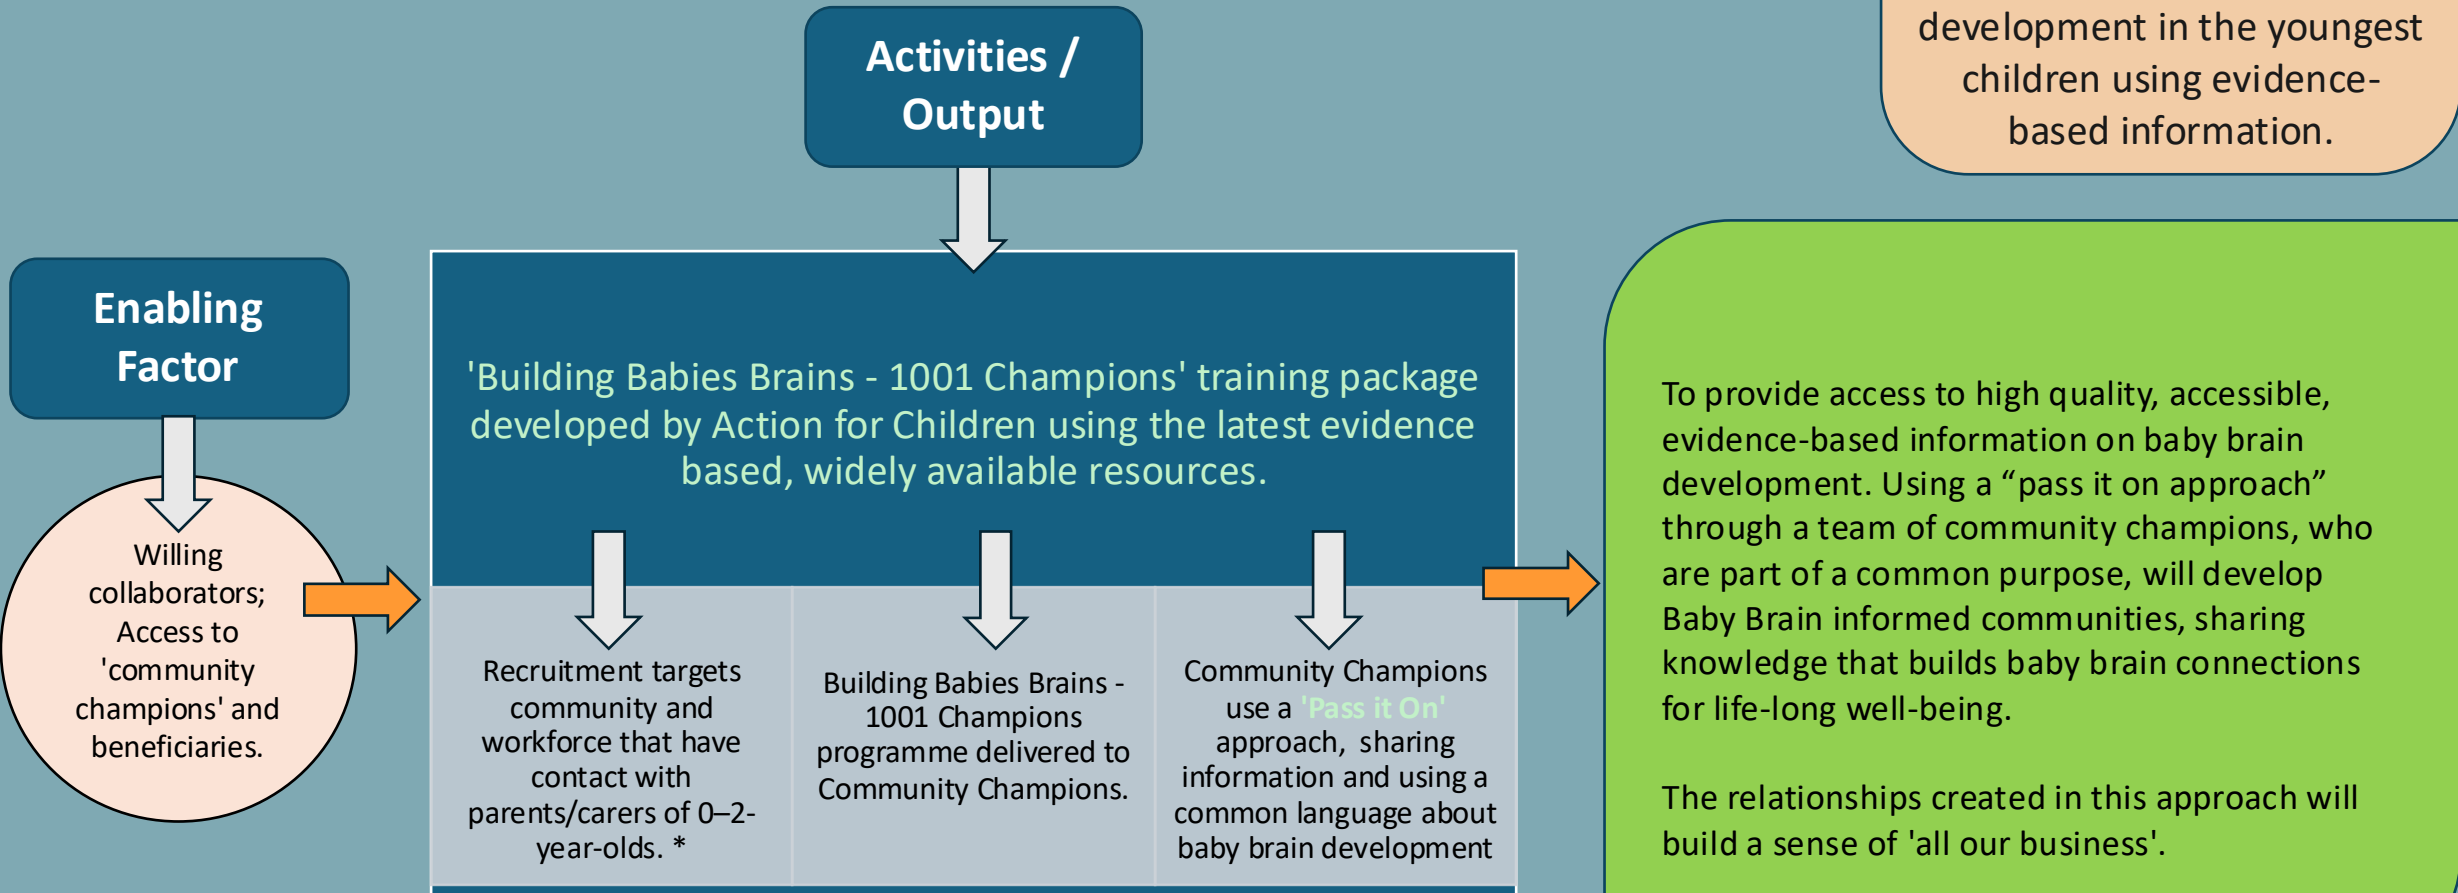 Activities /
Output
development in the youngest
children using evidence-
based information.
Enabling
Factor
Willing
collaborators;
Access to
'community
champions' and
beneficiaries.
'Building Babies Brains - 1001 Champions' training package
developed by Action for Children using the latest evidence
based, widely available resources.
Recruitment targets
community and
workforce that have
contact with
parents/carers of 0–2-
year-olds. *
Building Babies Brains -
1001 Champions
programme delivered to
Community Champions.
Community Champions
use a 'Pass it On'
approach, sharing
information and using a
common language about
baby brain development
To provide access to high quality, accessible,
evidence-based information on baby brain
development. Using a “pass it on approach”
through a team of community champions, who
are part of a common purpose, will develop
Baby Brain informed communities, sharing
knowledge that builds baby brain connections
for life-long well-being.
The relationships created in this approach will
build a sense of 'all our business'.